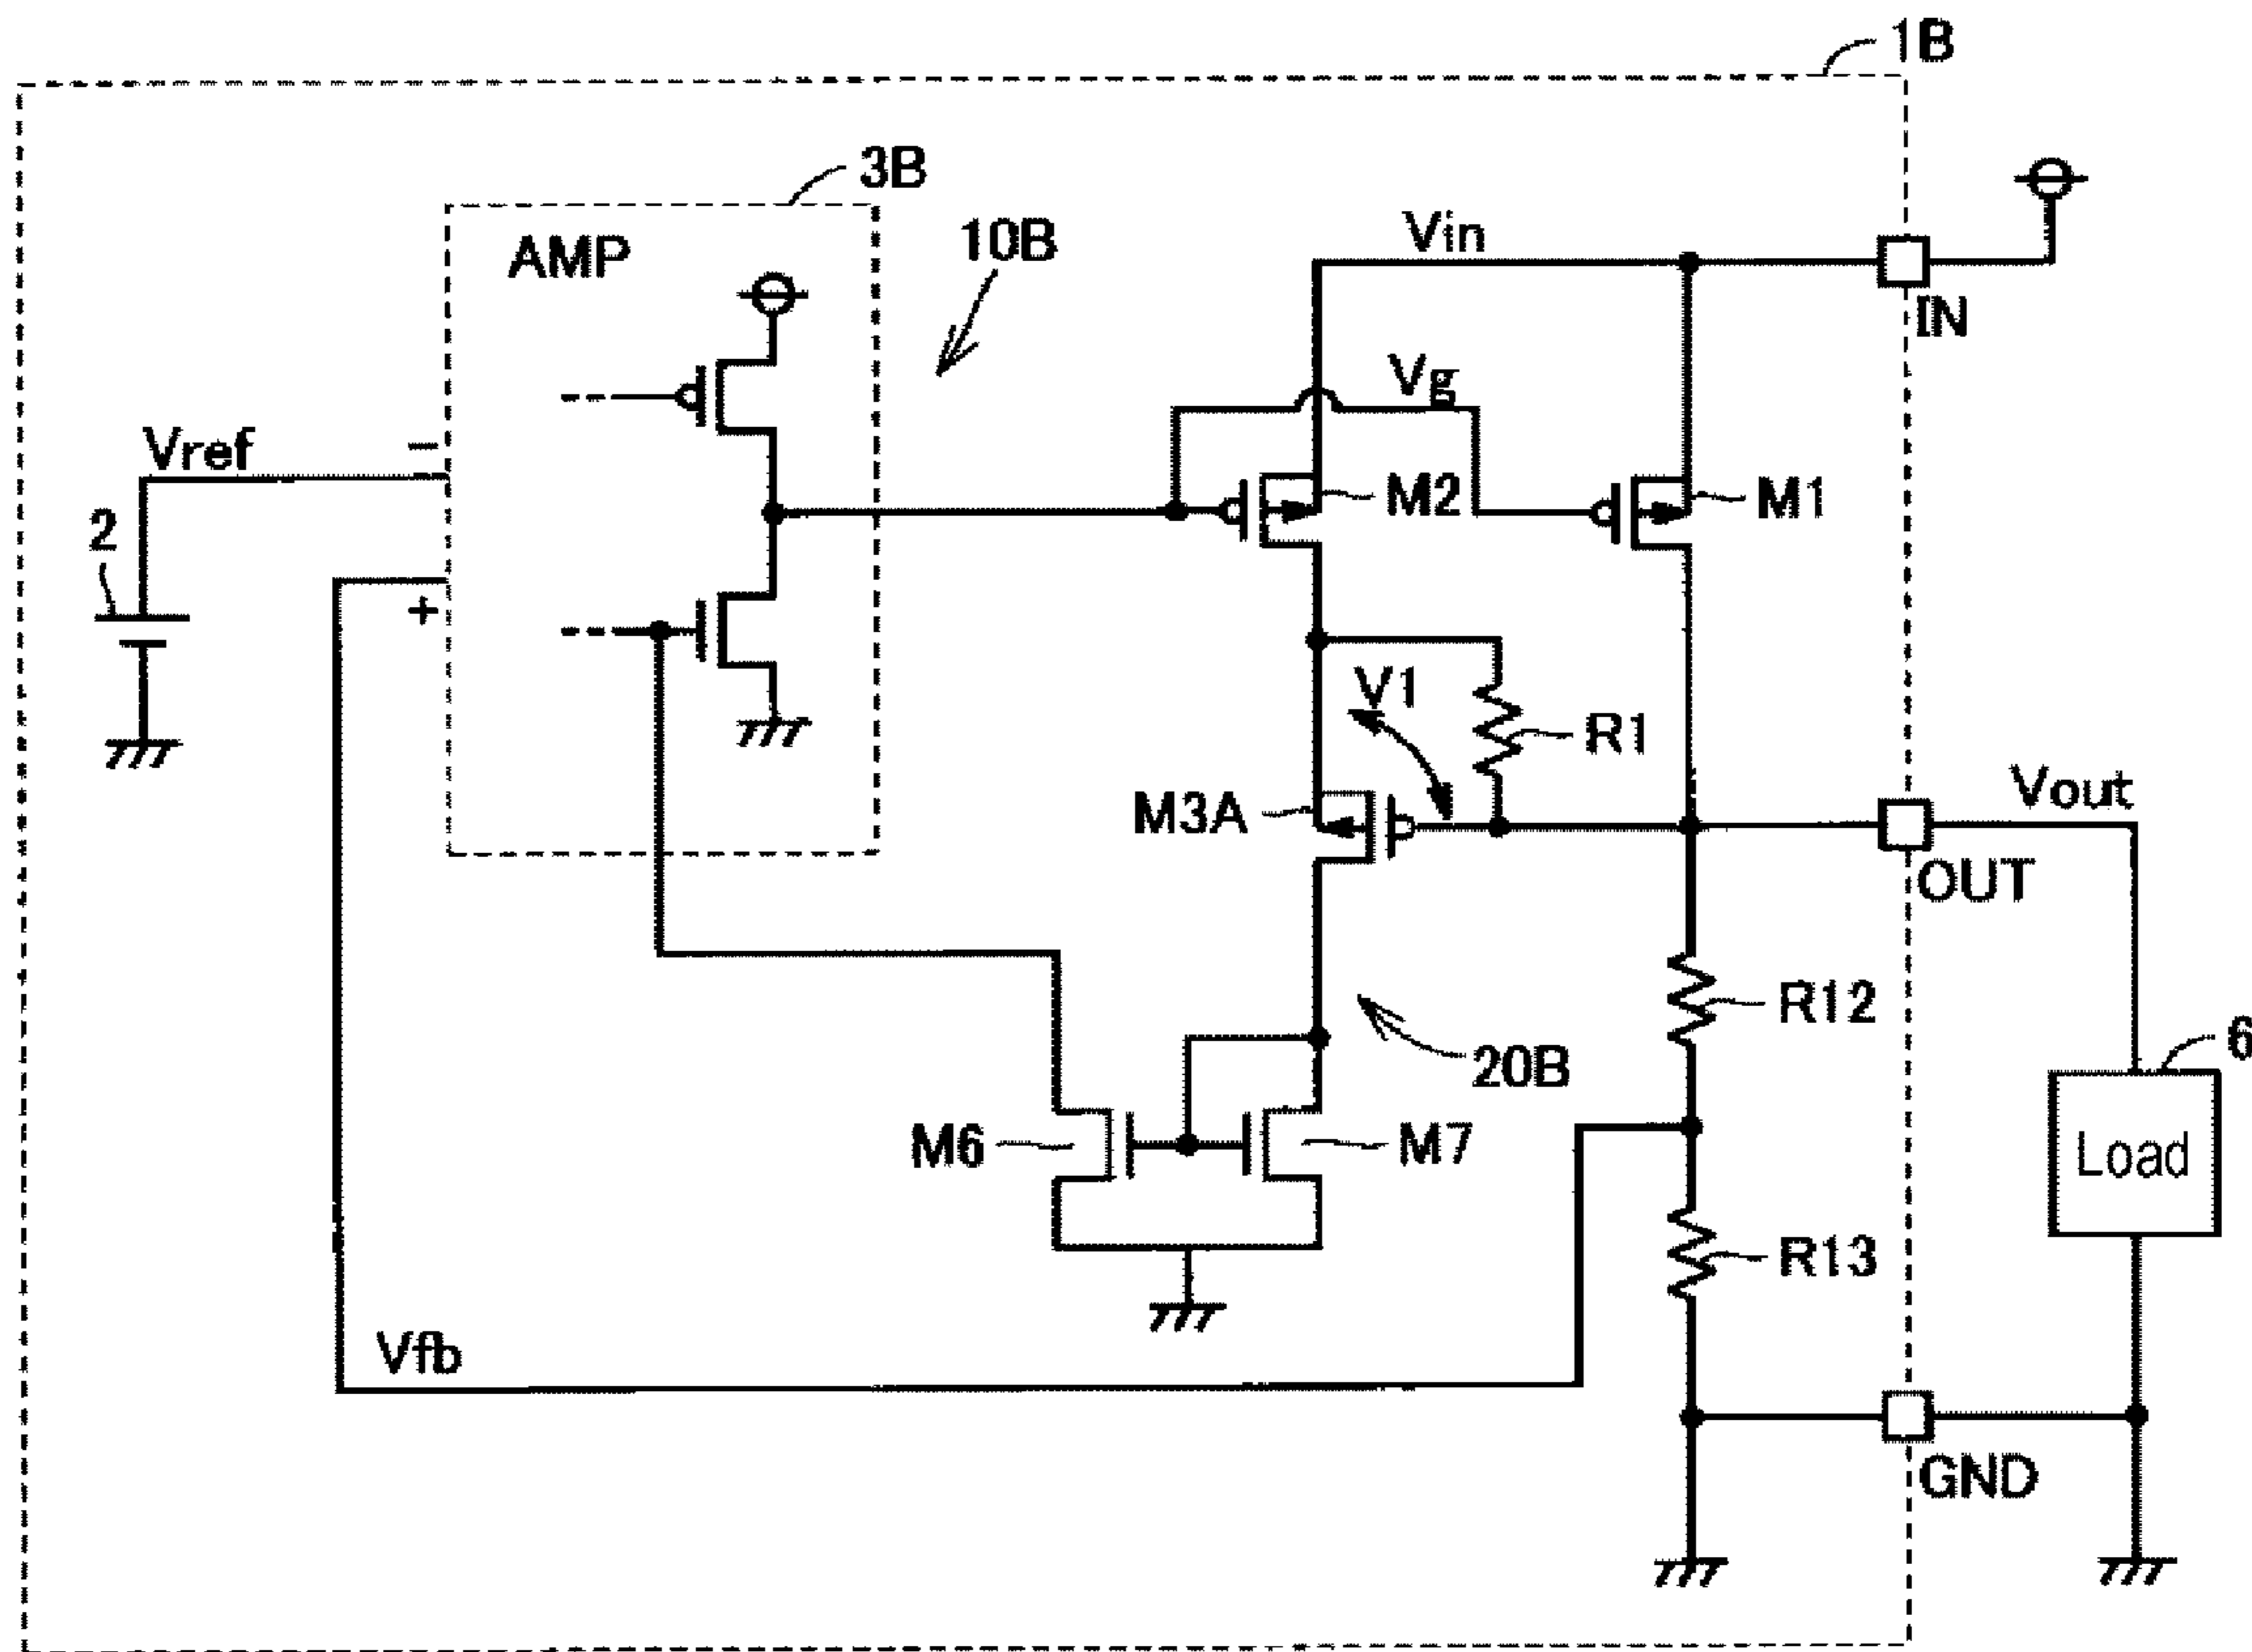 1B
3B
AMP
10B
Vin
IN
Vg
Vref
−
M2
M1
2
+
V1
R1
M3A
Vout
OUT
R12
20B
6
M6
M7
Load
R13
Vfb
GND